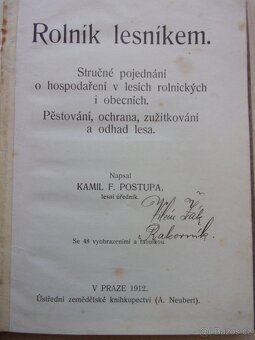 Rolník lesníkem.
Stručné pojednání
o hospodaření v lesích rolnických
i obecních.
Pěstování, ochrana, zužitkování
a odhad lesa.
Napsal
KAMIL F. POSTUPA,
lesní úředník.
Se 48 vyobrazeními a tabulkou.
V PRAZE 1912.
Ústřední zemědělské knihkupectví (A. Neubert).